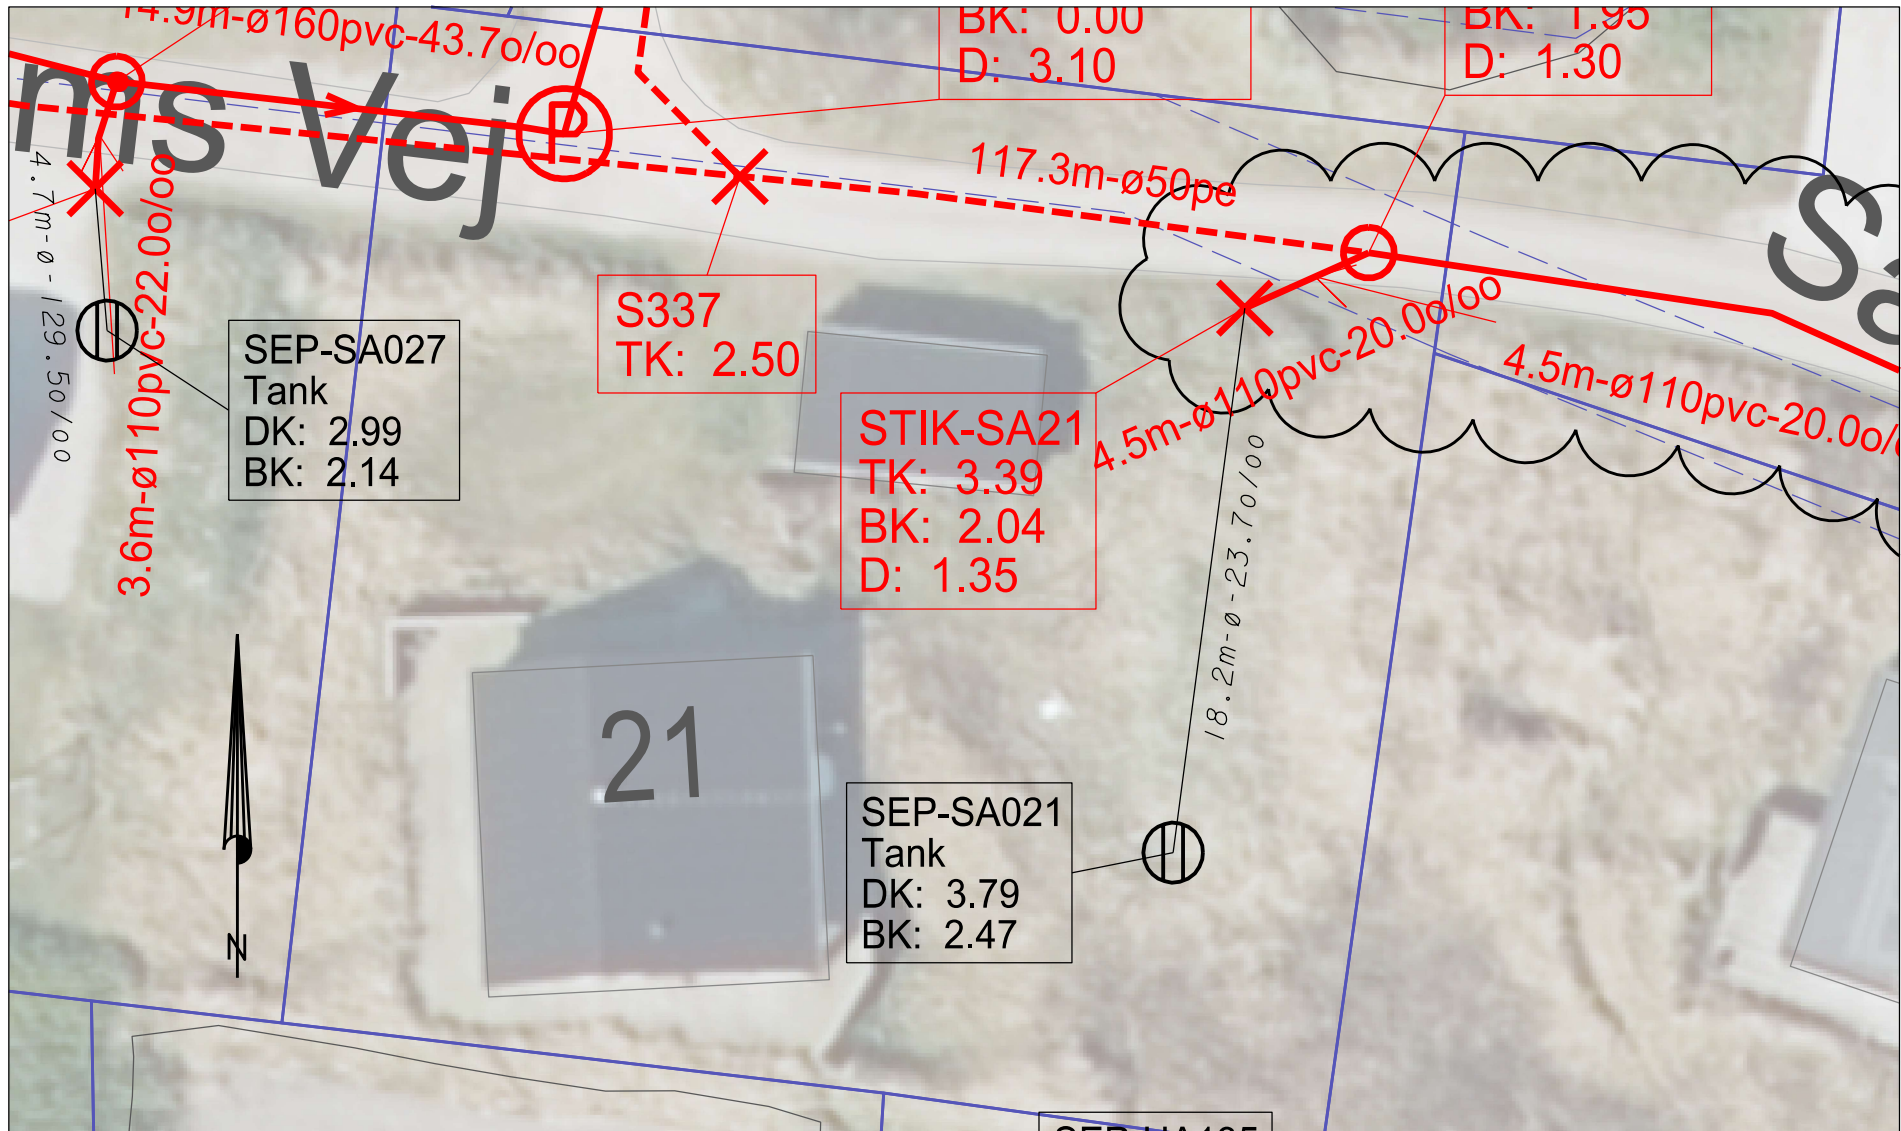 14.9m-ø160pvc-43.7o/oo
BK: 0.00
D: 3.10
BK: 1.95
D: 1.30
Vej
117.3m-ø50pe
4.7m-ø-129.5o/oo
3.6m-ø110pvc-22.0o/oo
S337
TK: 2.50
SEP-SA027
Tank
DK: 2.99
BK: 2.14
STIK-SA21
TK: 3.39
BK: 2.04
D: 1.35
4.5m-ø110pvc-20.0o/oo
4.5m-ø110pvc-20.0o/
18.2m-ø-23.7o/oo
21
SEP-SA021
Tank
DK: 3.79
BK: 2.47
N